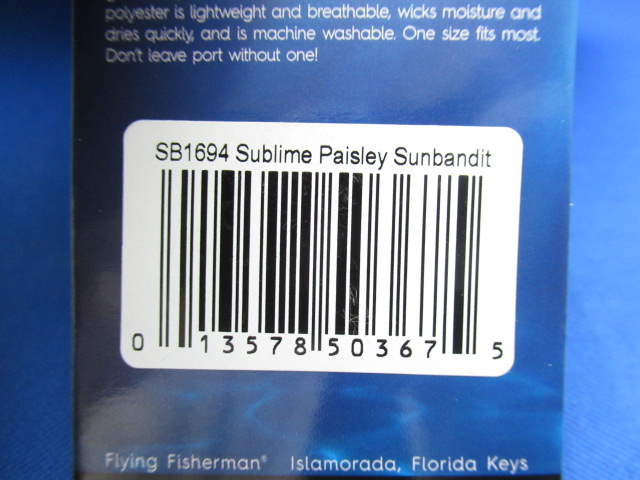 polyester is lightweight and breathable, wicks moisture and
dries quickly, and is machine washable. One size fits most.
Don't leave port without one!
SB1694 Sublime Paisley Sunbandit
0 13578 50367 5
Flying Fisherman® Islamorada, Florida Keys